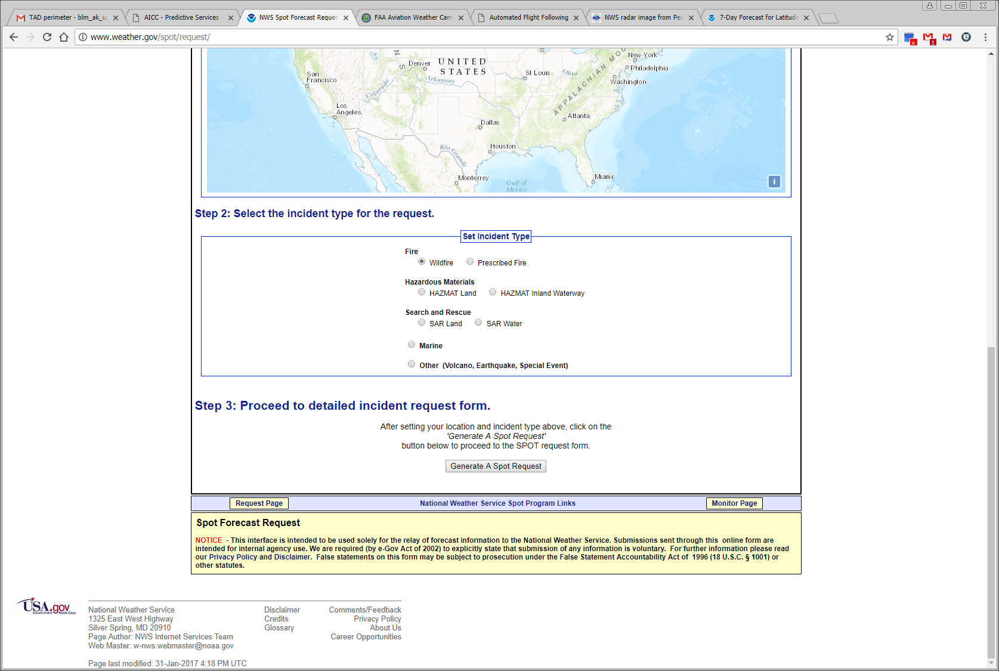 TAD perimeter - blm_ak_u
AICC - Predictive Services
NWS Spot Forecast Reques
FAA Aviation Weather Cam
Automated Flight Following
NWS radar image from Ped
7-Day Forecast for Latitude
www.weather.gov/spot/request/
1
New York
Denver
UNITED
STATES
N
S
Philadelphia
San
Francisco
St Louis
Ohio
Washington
Arkansas
Colorado
APPALACHIAN MOU
Los
Angeles
Atlanta
Dallas
Rio
Grande
Houston
Monterrey
Miami
Gulf of
Mexico
i
Step 2: Select the incident type for the request.
Set Incident Type
Fire
Wildfire Prescribed Fire
Hazardous Materials
HAZMAT Land HAZMAT Inland Waterway
Search and Rescue
SAR Land SAR Water
Marine
Other (Volcano, Earthquake, Special Event)
Step 3: Proceed to detailed incident request form.
After setting your location and incident type above, click on the
'Generate A Spot Request'
button below to proceed to the SPOT request form.
Generate A Spot Request
Request Page National Weather Service Spot Program Links Monitor Page
Spot Forecast Request
NOTICE - This interface is intended to be used solely for the relay of forecast information to the National Weather Service. Submissions sent through this online form are
intended for internal agency use. We are required (by e-Gov Act of 2002) to explicitly state that submission of any information is voluntary. For further information please read
our Privacy Policy and Disclaimer. False statements on this form may be subject to prosecution under the False Statement Accountability Act of 1996 (18 U.S.C. § 1001) or
other statutes.
USA.gov
Government Made Easy
National Weather Service Disclaimer Comments/Feedback
1325 East West Highway Credits Privacy Policy
Silver Spring, MD 20910 Glossary About Us
Page Author: NWS Internet Services Team Career Opportunities
Web Master: w-nws.webmaster@noaa.gov
Page last modified: 31-Jan-2017 4:18 PM UTC